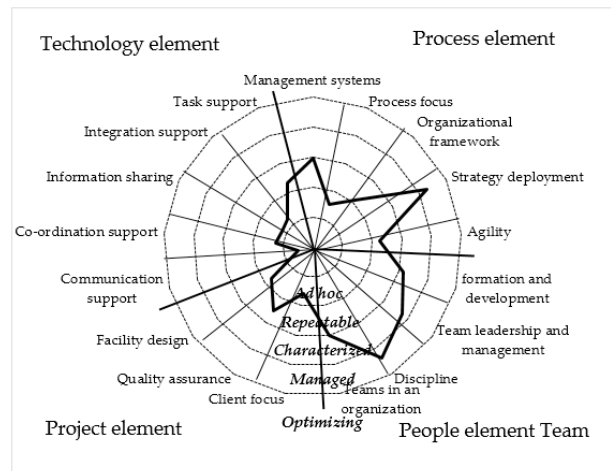 Technology element
Process element
Management systems
Task support
Process focus
Integration support
Organizational
framework
Information sharing
Strategy deployment
Co-ordination support
Agility
Communication
support
formation and
development
Ad hoc
Repeatable
Team leadership and
management
Facility design
Characterized
Quality assurance
Managed
Discipline
Client focus
Teams in an
organization
Optimizing
Project element
People element Team